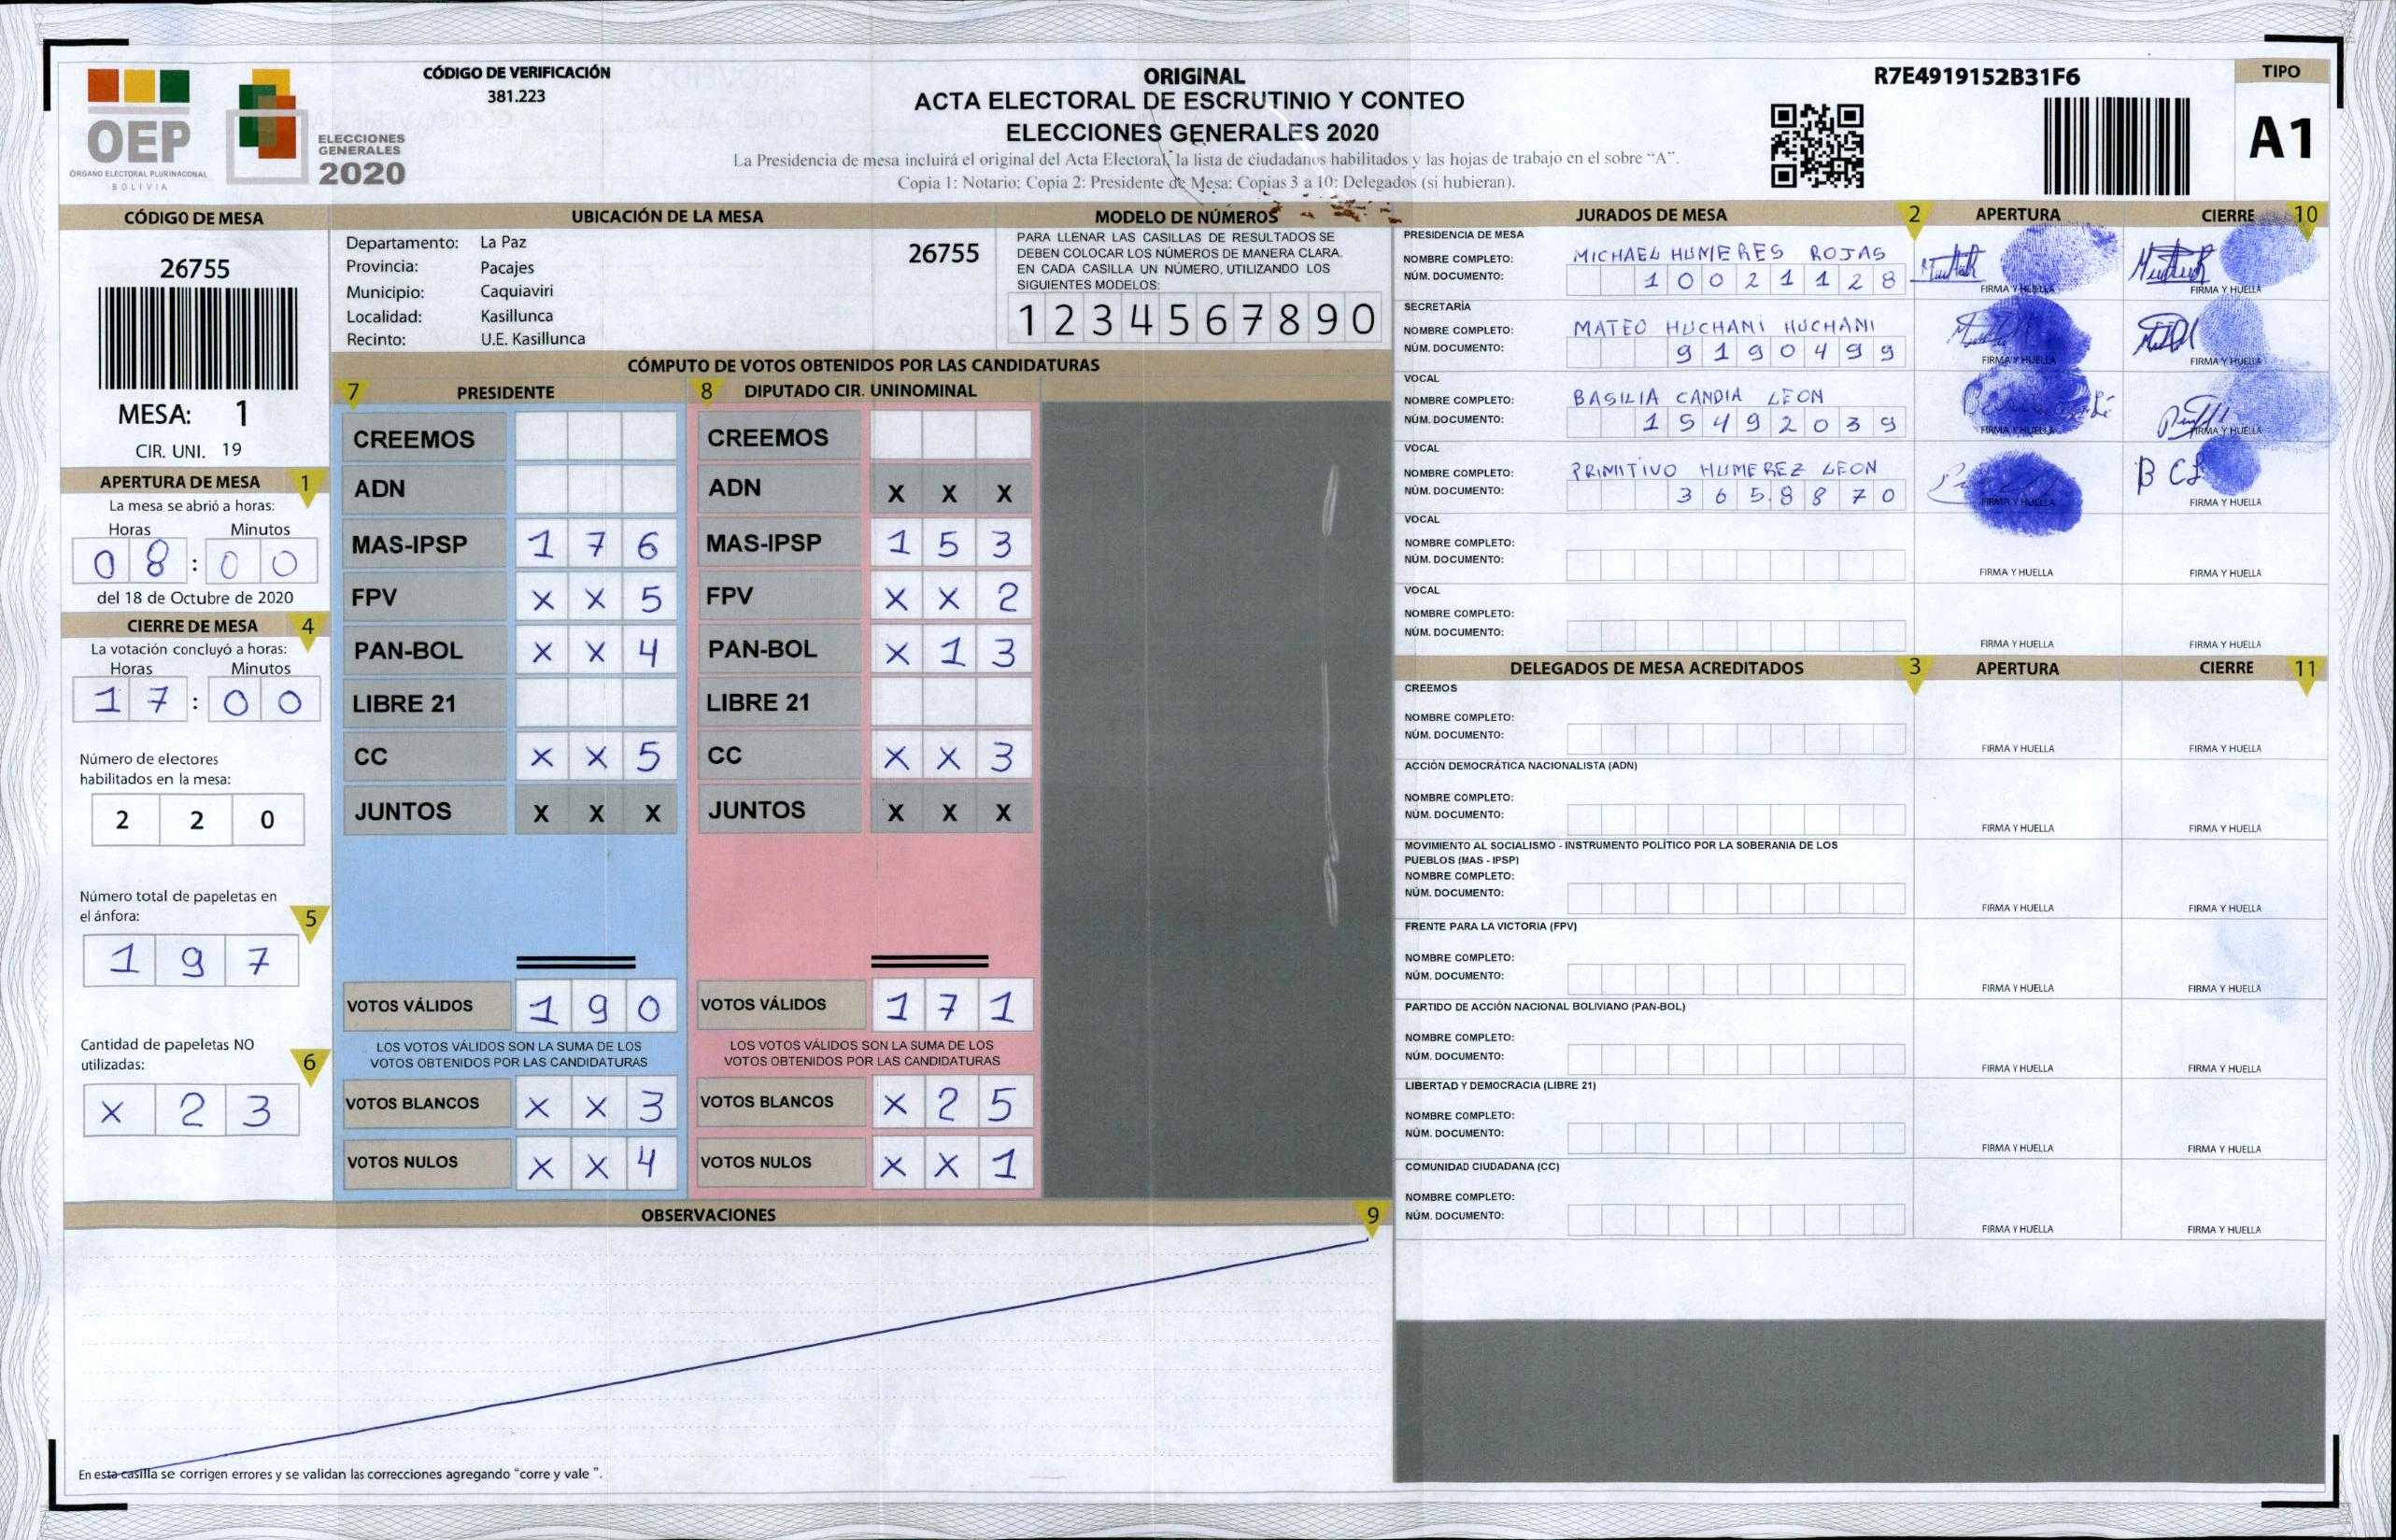 CÓDIGO DE VERIFICACIÓN
381.223
OEP
ÓRGANO ELECTORAL PLURINACIONAL
BOLIVIA
ELECCIONES
GENERALES
2020
ORIGINAL
ACTA ELECTORAL DE ESCRUTINIO Y CONTEO
ELECCIONES GENERALES 2020
La Presidencia de mesa incluirá el original del Acta Electoral, la lista de ciudadanos habilitados y las hojas de trabajo en el sobre "A".
Copia 1: Notario; Copia 2: Presidente de Mesa; Copias 3 a 10: Delegados (si hubieran).
R7E4919152B31F6
TIPO
A1
CÓDIGO DE MESA
26755
MESA: 1
CIR. UNI. 19
APERTURA DE MESA 1
La mesa se abrió a horas:
Horas Minutos
0 8 : 0 0
del 18 de Octubre de 2020
CIERRE DE MESA 4
La votación concluyó a horas:
Horas Minutos
1 7 : 0 0
Número de electores
habilitados en la mesa:
2 2 0
Número total de papeletas en
el ánfora: 5
1 9 7
Cantidad de papeletas NO
utilizadas: 6
X 2 3
UBICACIÓN DE LA MESA
Departamento: La Paz
26755
Provincia: Pacajes
Municipio: Caquiaviri
Localidad: Kasillunca
Recinto: U.E. Kasillunca
MODELO DE NÚMEROS
PARA LLENAR LAS CASILLAS DE RESULTADOS SE
DEBEN COLOCAR LOS NÚMEROS DE MANERA CLARA.
EN CADA CASILLA UN NÚMERO, UTILIZANDO LOS
SIGUIENTES MODELOS:
1 2 3 4 5 6 7 8 9 0
CÓMPUTO DE VOTOS OBTENIDOS POR LAS CANDIDATURAS
7 PRESIDENTE
CREEMOS
ADN
MAS-IPSP 1 7 6
FPV X X 5
PAN-BOL X X 4
LIBRE 21
CC X X 5
JUNTOS X X X
VOTOS VÁLIDOS 1 9 0
LOS VOTOS VÁLIDOS SON LA SUMA DE LOS
VOTOS OBTENIDOS POR LAS CANDIDATURAS
VOTOS BLANCOS X X 3
VOTOS NULOS X X 4
8 DIPUTADO CIR. UNINOMINAL
CREEMOS
ADN X X X
MAS-IPSP 1 5 3
FPV X X 2
PAN-BOL X 1 3
LIBRE 21
CC X X 3
JUNTOS X X X
VOTOS VÁLIDOS 1 7 1
LOS VOTOS VÁLIDOS SON LA SUMA DE LOS
VOTOS OBTENIDOS POR LAS CANDIDATURAS
VOTOS BLANCOS X 2 5
VOTOS NULOS X X 1
OBSERVACIONES 9
En esta casilla se corrigen errores y se validan las correcciones agregando "corre y vale ".
JURADOS DE MESA 2 APERTURA CIERRE 10
PRESIDENCIA DE MESA
NOMBRE COMPLETO: MICHAEL HUMERES ROJAS
NÚM. DOCUMENTO: 1 0 0 2 1 1 2 8
FIRMA Y HUELLA FIRMA Y HUELLA
SECRETARÍA
NOMBRE COMPLETO: MATEO HUCHANI HUCHANI
NÚM. DOCUMENTO: 9 1 9 0 4 9 9
FIRMA Y HUELLA FIRMA Y HUELLA
VOCAL
NOMBRE COMPLETO: BASILIA CANDIA LEON
NÚM. DOCUMENTO: 1 5 4 9 2 0 3 9
FIRMA Y HUELLA FIRMA Y HUELLA
VOCAL
NOMBRE COMPLETO: PRIMITIVO HUMEREZ LEON
NÚM. DOCUMENTO: 3 6 5 8 8 7 0
B C L
FIRMA Y HUELLA FIRMA Y HUELLA
VOCAL
NOMBRE COMPLETO:
NÚM. DOCUMENTO:
FIRMA Y HUELLA FIRMA Y HUELLA
VOCAL
NOMBRE COMPLETO:
NÚM. DOCUMENTO:
FIRMA Y HUELLA FIRMA Y HUELLA
DELEGADOS DE MESA ACREDITADOS 3 APERTURA CIERRE 11
CREEMOS
NOMBRE COMPLETO:
NÚM. DOCUMENTO:
FIRMA Y HUELLA FIRMA Y HUELLA
ACCIÓN DEMOCRÁTICA NACIONALISTA (ADN)
NOMBRE COMPLETO:
NÚM. DOCUMENTO:
FIRMA Y HUELLA FIRMA Y HUELLA
MOVIMIENTO AL SOCIALISMO - INSTRUMENTO POLÍTICO POR LA SOBERANIA DE LOS
PUEBLOS (MAS - IPSP)
NOMBRE COMPLETO:
NÚM. DOCUMENTO:
FIRMA Y HUELLA FIRMA Y HUELLA
FRENTE PARA LA VICTORIA (FPV)
NOMBRE COMPLETO:
NÚM. DOCUMENTO:
FIRMA Y HUELLA FIRMA Y HUELLA
PARTIDO DE ACCIÓN NACIONAL BOLIVIANO (PAN-BOL)
NOMBRE COMPLETO:
NÚM. DOCUMENTO:
FIRMA Y HUELLA FIRMA Y HUELLA
LIBERTAD Y DEMOCRACIA (LIBRE 21)
NOMBRE COMPLETO:
NÚM. DOCUMENTO:
FIRMA Y HUELLA FIRMA Y HUELLA
COMUNIDAD CIUDADANA (CC)
NOMBRE COMPLETO:
NÚM. DOCUMENTO:
FIRMA Y HUELLA FIRMA Y HUELLA